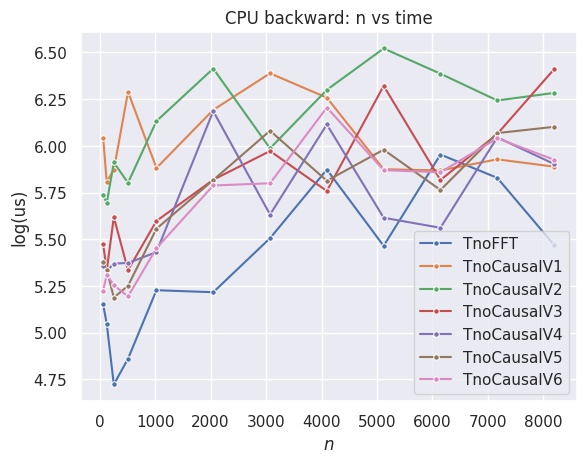 CPU backward: n vs time
log(us)
6.50
6.25
6.00
5.75
5.50
5.25
5.00
4.75
0 1000 2000 3000 4000 5000 6000 7000 8000
n
TnoFFT
TnoCausalV1
TnoCausalV2
TnoCausalV3
TnoCausalV4
TnoCausalV5
TnoCausalV6